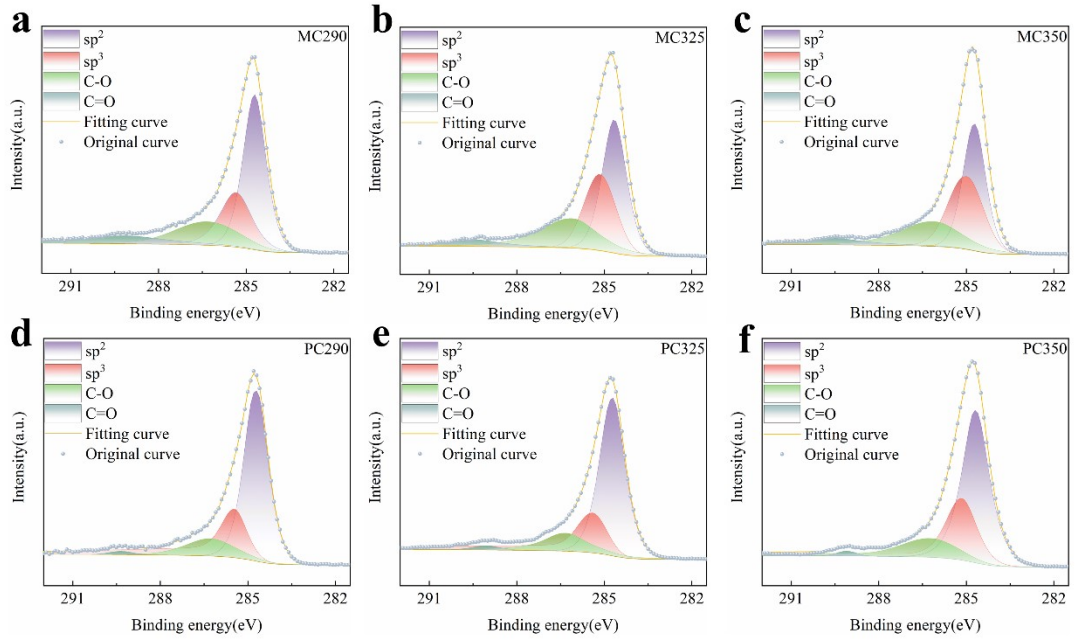 a
MC290
sp²
sp³
C-O
C=O
Fitting curve
Original curve
Intensity(a.u.)
291
288
285
282
Binding energy(eV)
b
MC325
sp²
sp³
C-O
C=O
Fitting curve
Original curve
Intensity(a.u.)
291
288
285
282
Binding energy(eV)
c
MC350
sp²
sp³
C-O
C=O
Fitting curve
Original curve
Intensity(a.u.)
291
288
285
282
Binding energy(eV)
d
PC290
sp²
sp³
C-O
C=O
Fitting curve
Original curve
Intensity(a.u.)
291
288
285
282
Binding energy(eV)
e
PC325
sp²
sp³
C-O
C=O
Fitting curve
Original curve
Intensity(a.u.)
291
288
285
282
Binding energy(eV)
f
PC350
sp²
sp³
C-O
C=O
Fitting curve
Original curve
Intensity(a.u.)
291
288
285
282
Binding energy(eV)